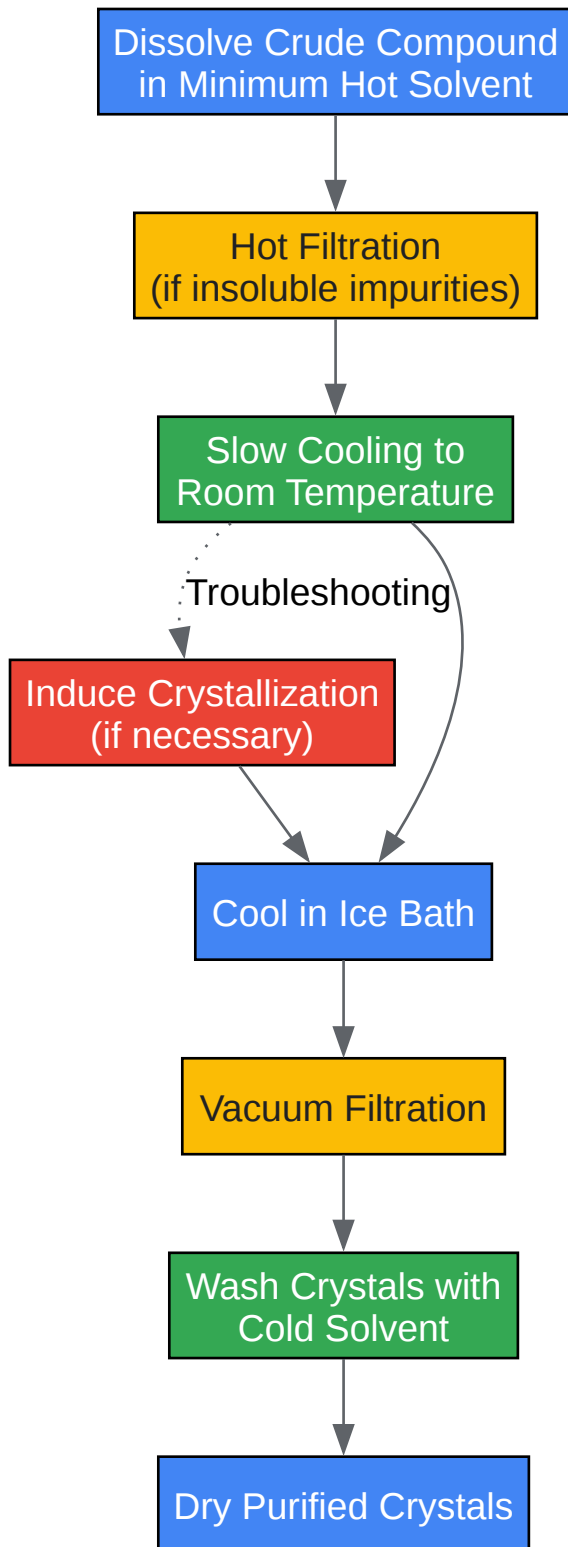 Dissolve Crude Compound
in Minimum Hot Solvent
Hot Filtration
(if insoluble impurities)
Slow Cooling to
Room Temperature
Troubleshooting
Induce Crystallization
(if necessary)
Cool in Ice Bath
Vacuum Filtration
Wash Crystals with
Cold Solvent
Dry Purified Crystals